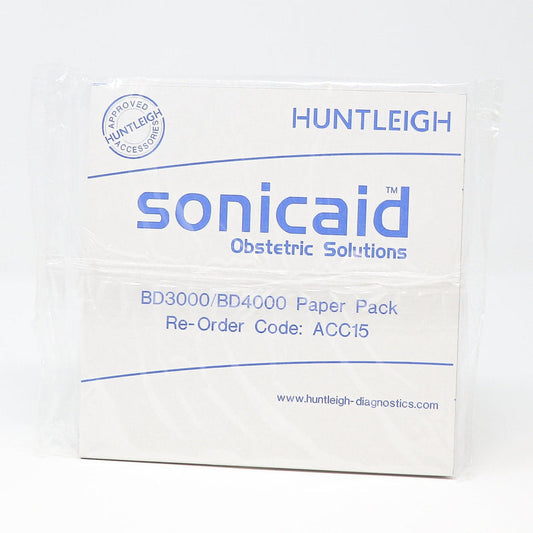 APPROVED
HUNTLEIGH
ACCESSORIES
HUNTLEIGH
sonicaid™
Obstetric Solutions
BD3000/BD4000 Paper Pack
Re-Order Code: ACC15
www.huntleigh-diagnostics.com